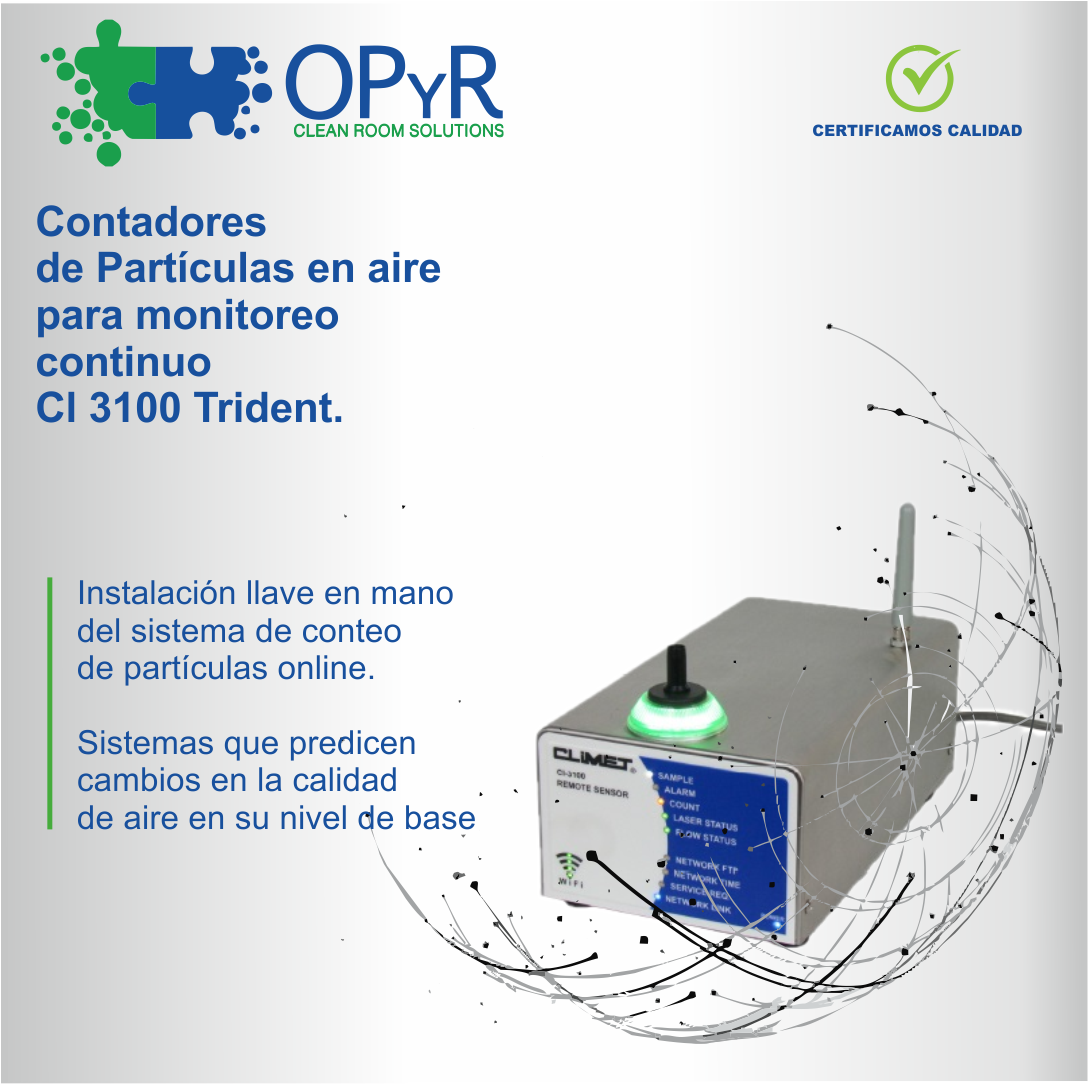 OPyR
CLEAN ROOM SOLUTIONS
CERTIFICAMOS CALIDAD
Contadores
de Partículas en aire
para monitoreo
continuo
CI 3100 Trident.
Instalación llave en mano
del sistema de conteo
de partículas online.
Sistemas que predicen
cambios en la calidad
de aire en su nivel de base
CLIMET®
CI-3100
REMOTE SENSOR
SAMPLE
ALARM
COUNT
LASER STATUS
FLOW STATUS
NETWORK FTP
NETWORK TIME
SERVICE REQ
NETWORK LINK
WiFi